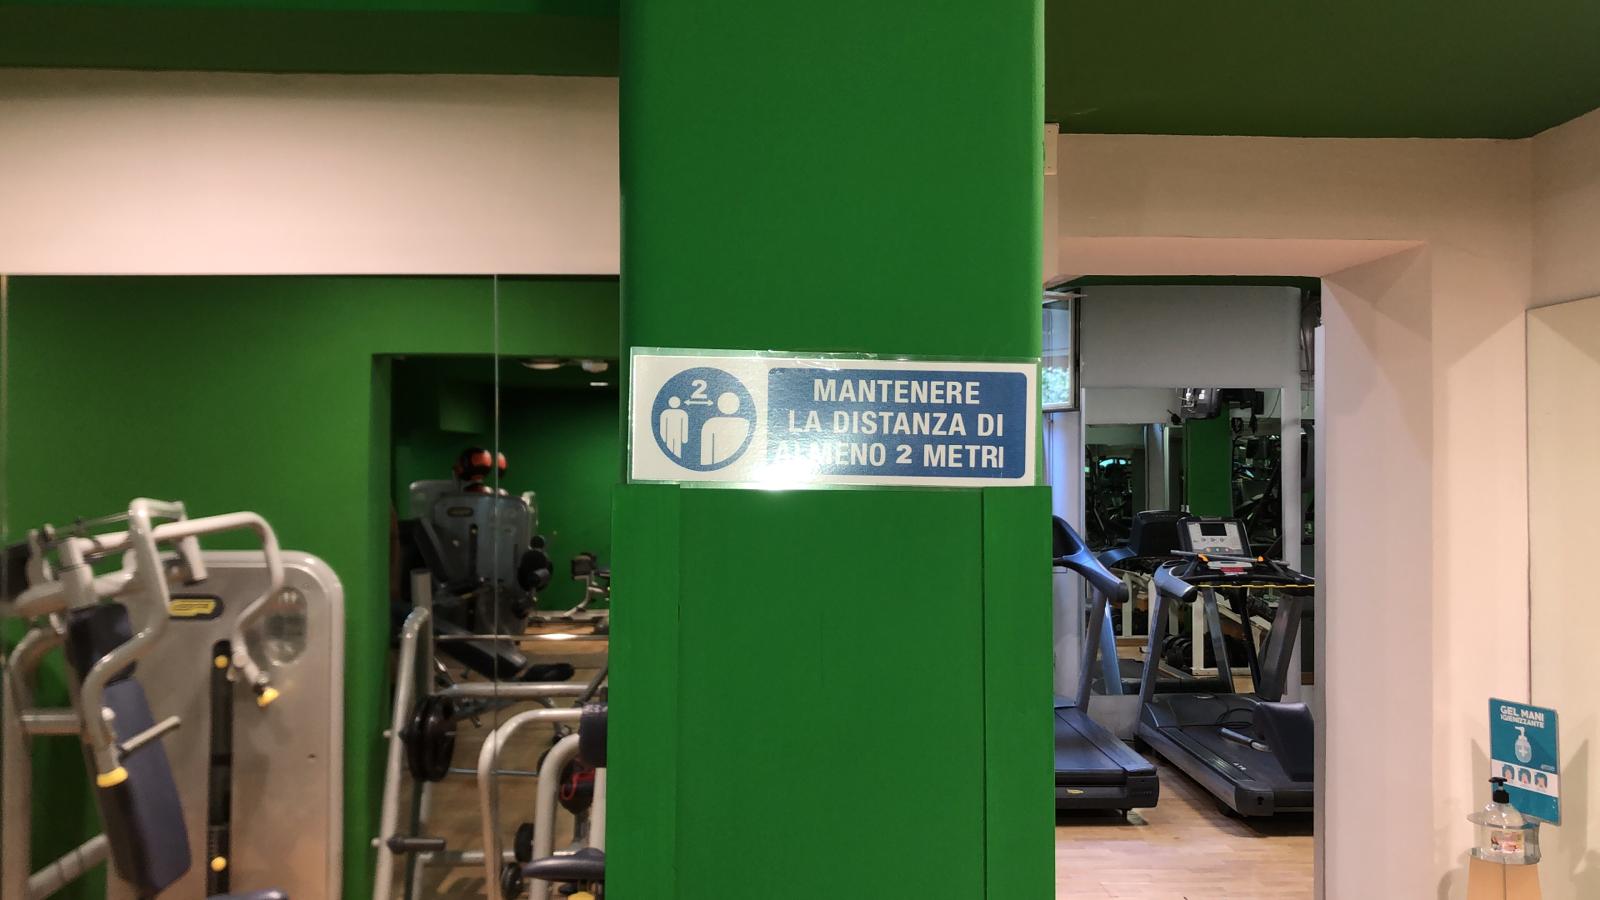 2
MANTENERE
LA DISTANZA DI
ALMENO 2 METRI
GEL MANI
IGIENIZZANTE